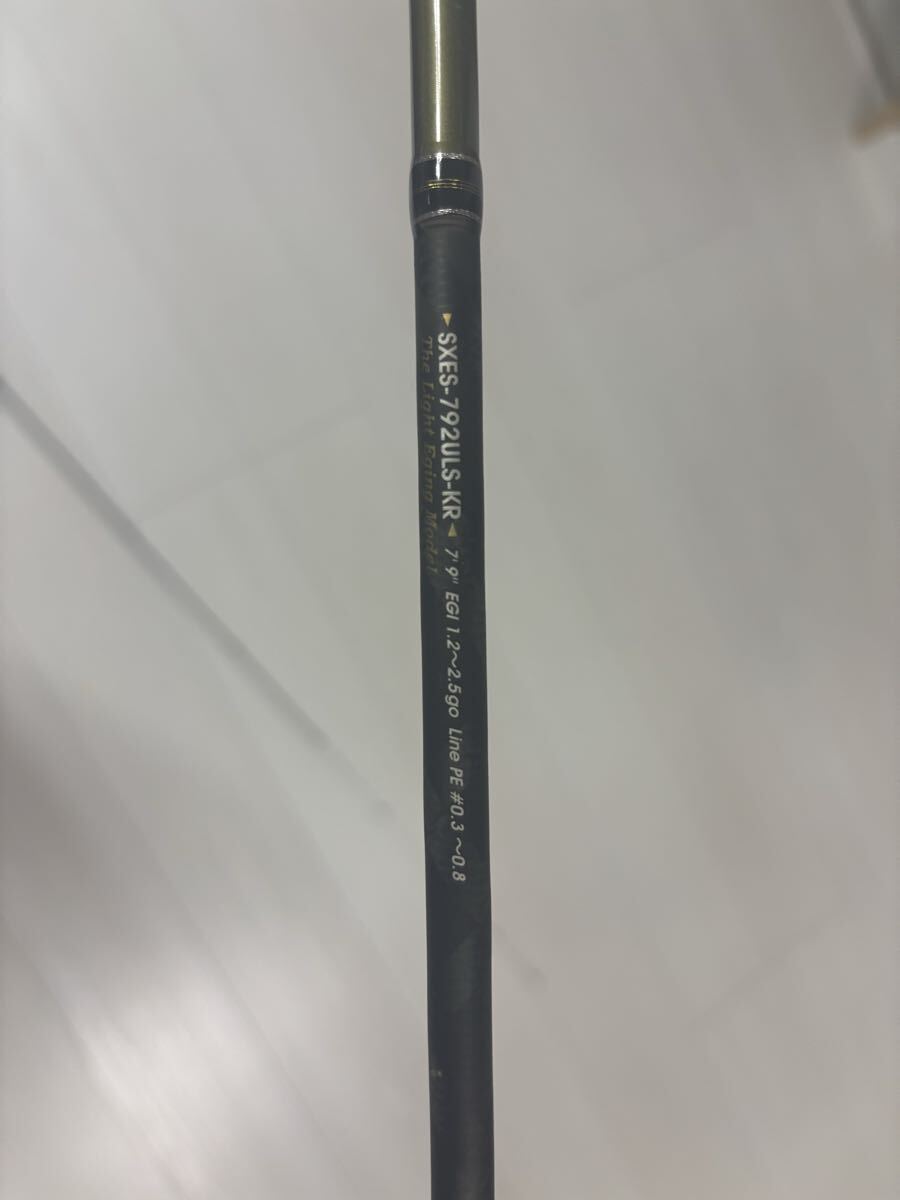 ▶SXES-792ULS-KR◀ 7'9" EGI 1.2～2.5go Line PE #0.3～0.8
The Light Eging Model